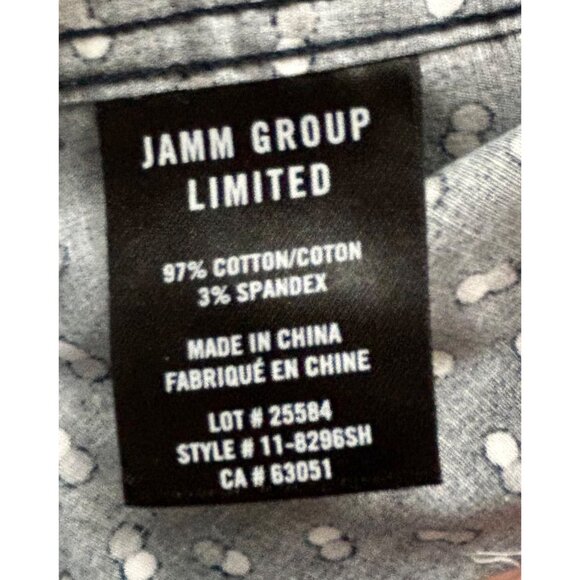 JAMM GROUP
LIMITED
97% COTTON/COTON
3% SPANDEX
MADE IN CHINA
FABRIQUÉ EN CHINE
LOT # 25584
STYLE # 11-8296SH
CA # 63051